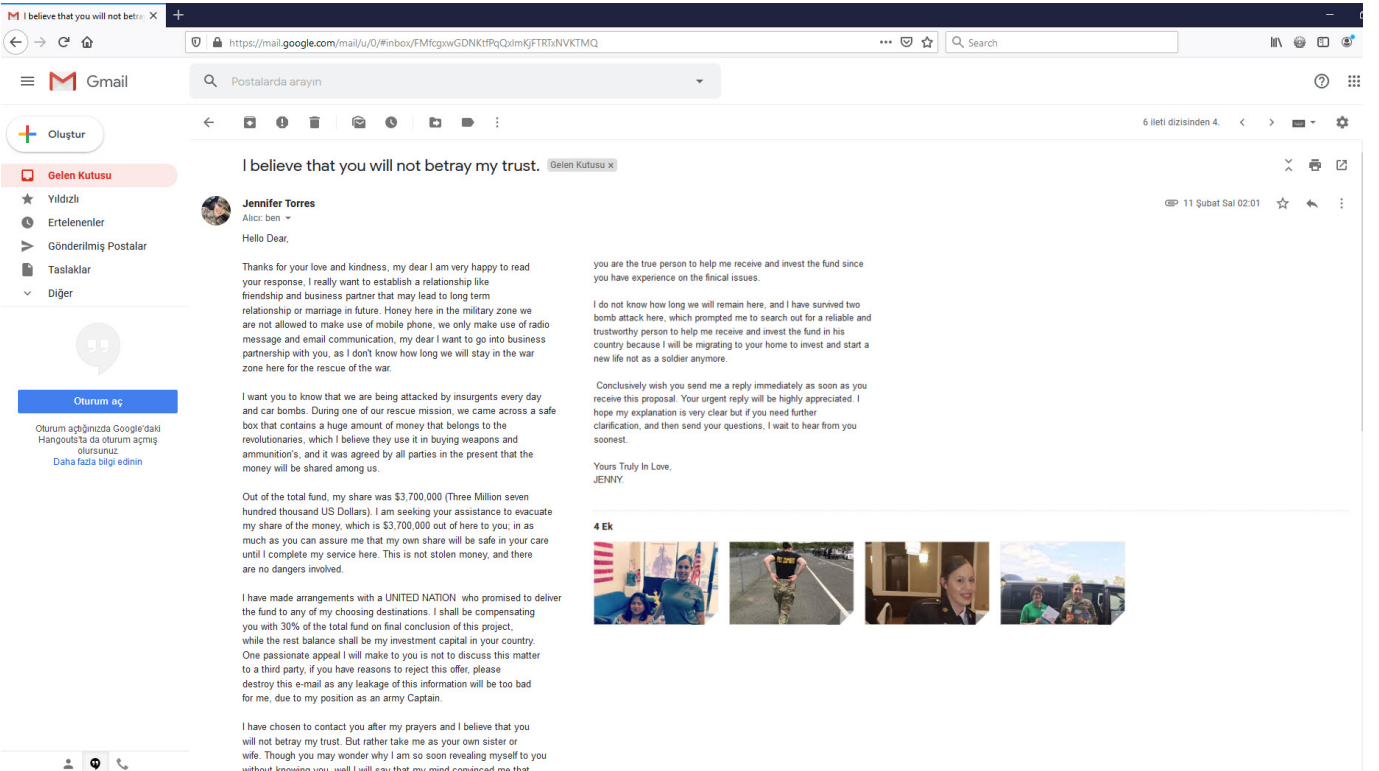 I believe that you will not betra
https://mail.google.com/mail/u/0/#inbox/FMfcgxwGDNKtfPqQxlmKjFTRTxNVKTMQ
Search
Gmail
Postalarda arayın
Oluştur
6 ileti dizisinden 4.
Gelen Kutusu
Yıldızlı
Ertelenenler
Gönderilmiş Postalar
Taslaklar
Diğer
Oturum aç
Oturum açtığınızda Google'daki
Hangouts'ta da oturum açmış
olursunuz
Daha fazla bilgi edinin
I believe that you will not betray my trust.
Gelen Kutusu x
Jennifer Torres
Alıcı: ben
11 Şubat Sal 02:01
Hello Dear,
Thanks for your love and kindness, my dear I am very happy to read
your response, I really want to establish a relationship like
friendship and business partner that may lead to long term
relationship or marriage in future. Honey here in the military zone we
are not allowed to make use of mobile phone, we only make use of radio
message and email communication, my dear I want to go into business
partnership with you, as I don't know how long we will stay in the war
zone here for the rescue of the war.
I want you to know that we are being attacked by insurgents every day
and car bombs. During one of our rescue mission, we came across a safe
box that contains a huge amount of money that belongs to the
revolutionaries, which I believe they use it in buying weapons and
ammunition's, and it was agreed by all parties in the present that the
money will be shared among us.
Out of the total fund, my share was $3,700,000 (Three Million seven
hundred thousand US Dollars). I am seeking your assistance to evacuate
my share of the money, which is $3,700,000 out of here to you; in as
much as you can assure me that my own share will be safe in your care
until I complete my service here. This is not stolen money, and there
are no dangers involved.
I have made arrangements with a UNITED NATION who promised to deliver
the fund to any of my choosing destinations. I shall be compensating
you with 30% of the total fund on final conclusion of this project,
while the rest balance shall be my investment capital in your country.
One passionate appeal I will make to you is not to discuss this matter
to a third party, if you have reasons to reject this offer, please
destroy this e-mail as any leakage of this information will be too bad
for me, due to my position as an army Captain.
I have chosen to contact you after my prayers and I believe that you
will not betray my trust. But rather take me as your own sister or
wife. Though you may wonder why I am so soon revealing myself to you
without knowing you, well I will say that my mind convinced me that
you are the true person to help me receive and invest the fund since
you have experience on the finical issues.
I do not know how long we will remain here, and I have survived two
bomb attack here, which prompted me to search out for a reliable and
trustworthy person to help me receive and invest the fund in his
country because I will be migrating to your home to invest and start a
new life not as a soldier anymore.
Conclusively wish you send me a reply immediately as soon as you
receive this proposal. Your urgent reply will be highly appreciated. I
hope my explanation is very clear but if you need further
clarification, and then send your questions, I wait to hear from you
soonest.
Yours Truly In Love,
JENNY.
4 Ek